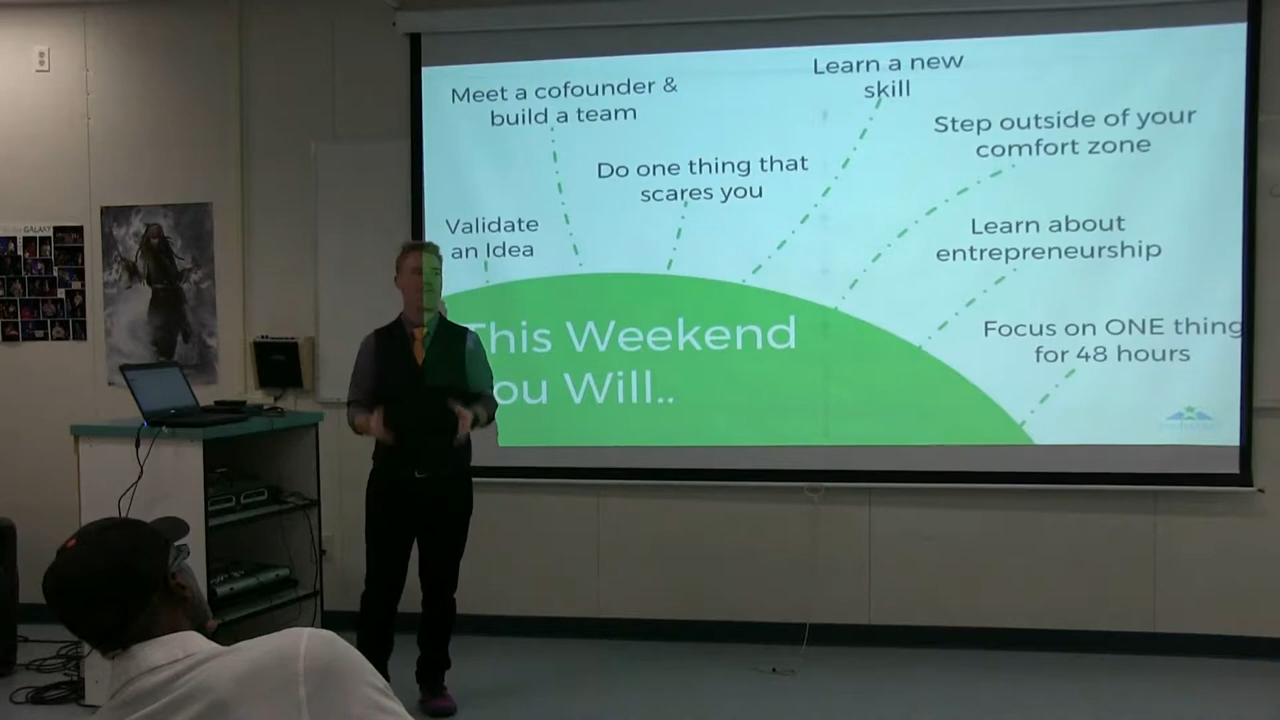 Meet a cofounder &
build a team
Learn a new
skill
Step outside of your
comfort zone
Do one thing that
scares you
Validate
an Idea
Learn about
entrepreneurship
Focus on ONE thing
for 48 hours
This Weekend
ou Will..
GALAXY